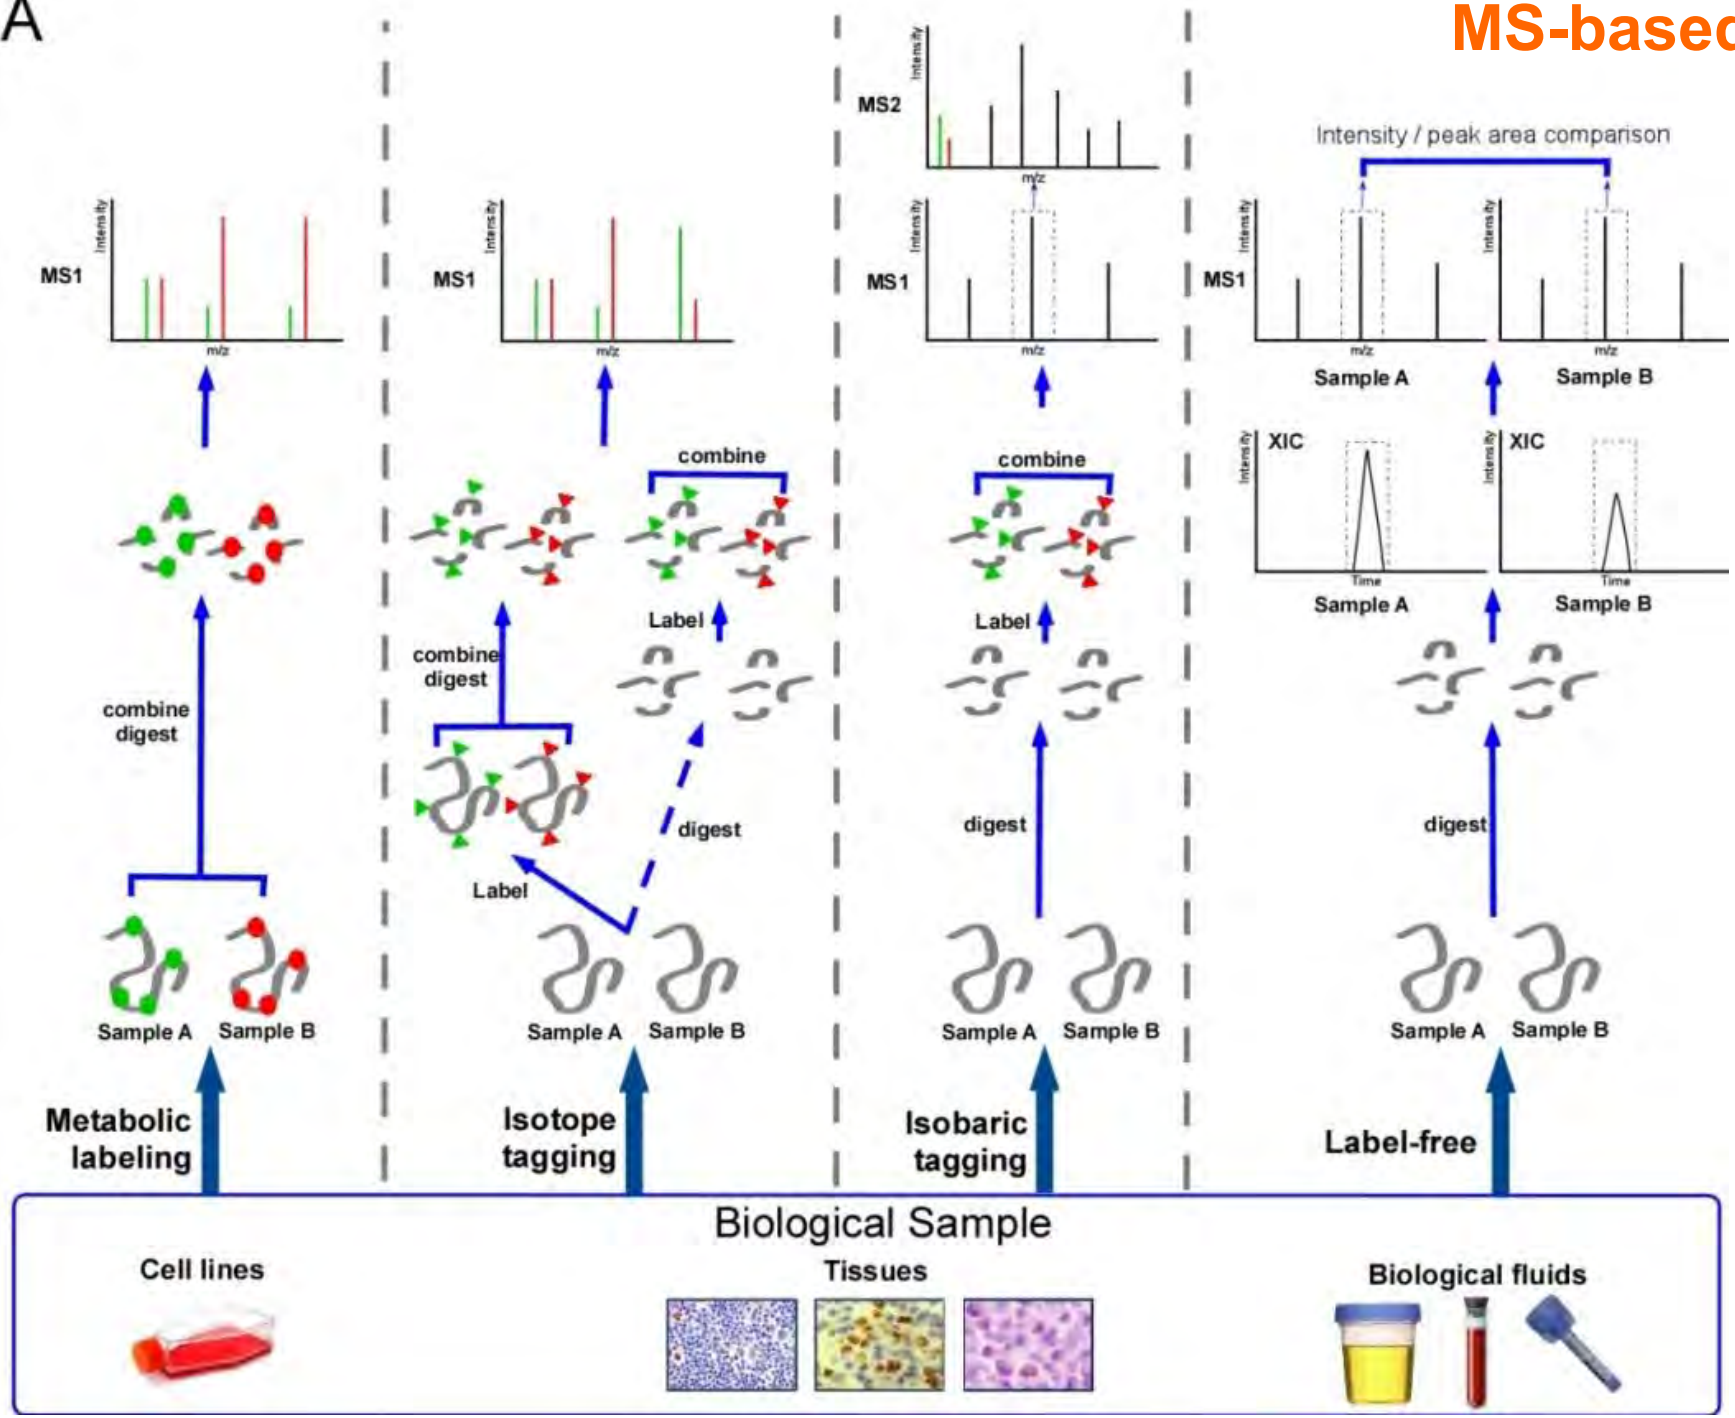 A
MS-based
MS2
Intensity
m/z
Intensity / peak area comparison
MS1
Intensity
m/z
MS1
Intensity
m/z
MS1
Intensity
m/z
MS1
Intensity
m/z
Sample A
Intensity
m/z
Sample B
XIC
Intensity
Time
Sample A
XIC
Intensity
Time
Sample B
combine
digest
combine
combine
digest
Label
digest
Label
combine
Label
digest
digest
Sample A
Sample B
Sample A
Sample B
Sample A
Sample B
Sample A
Sample B
Metabolic
labeling
Isotope
tagging
Isobaric
tagging
Label-free
Biological Sample
Cell lines
Tissues
Biological fluids